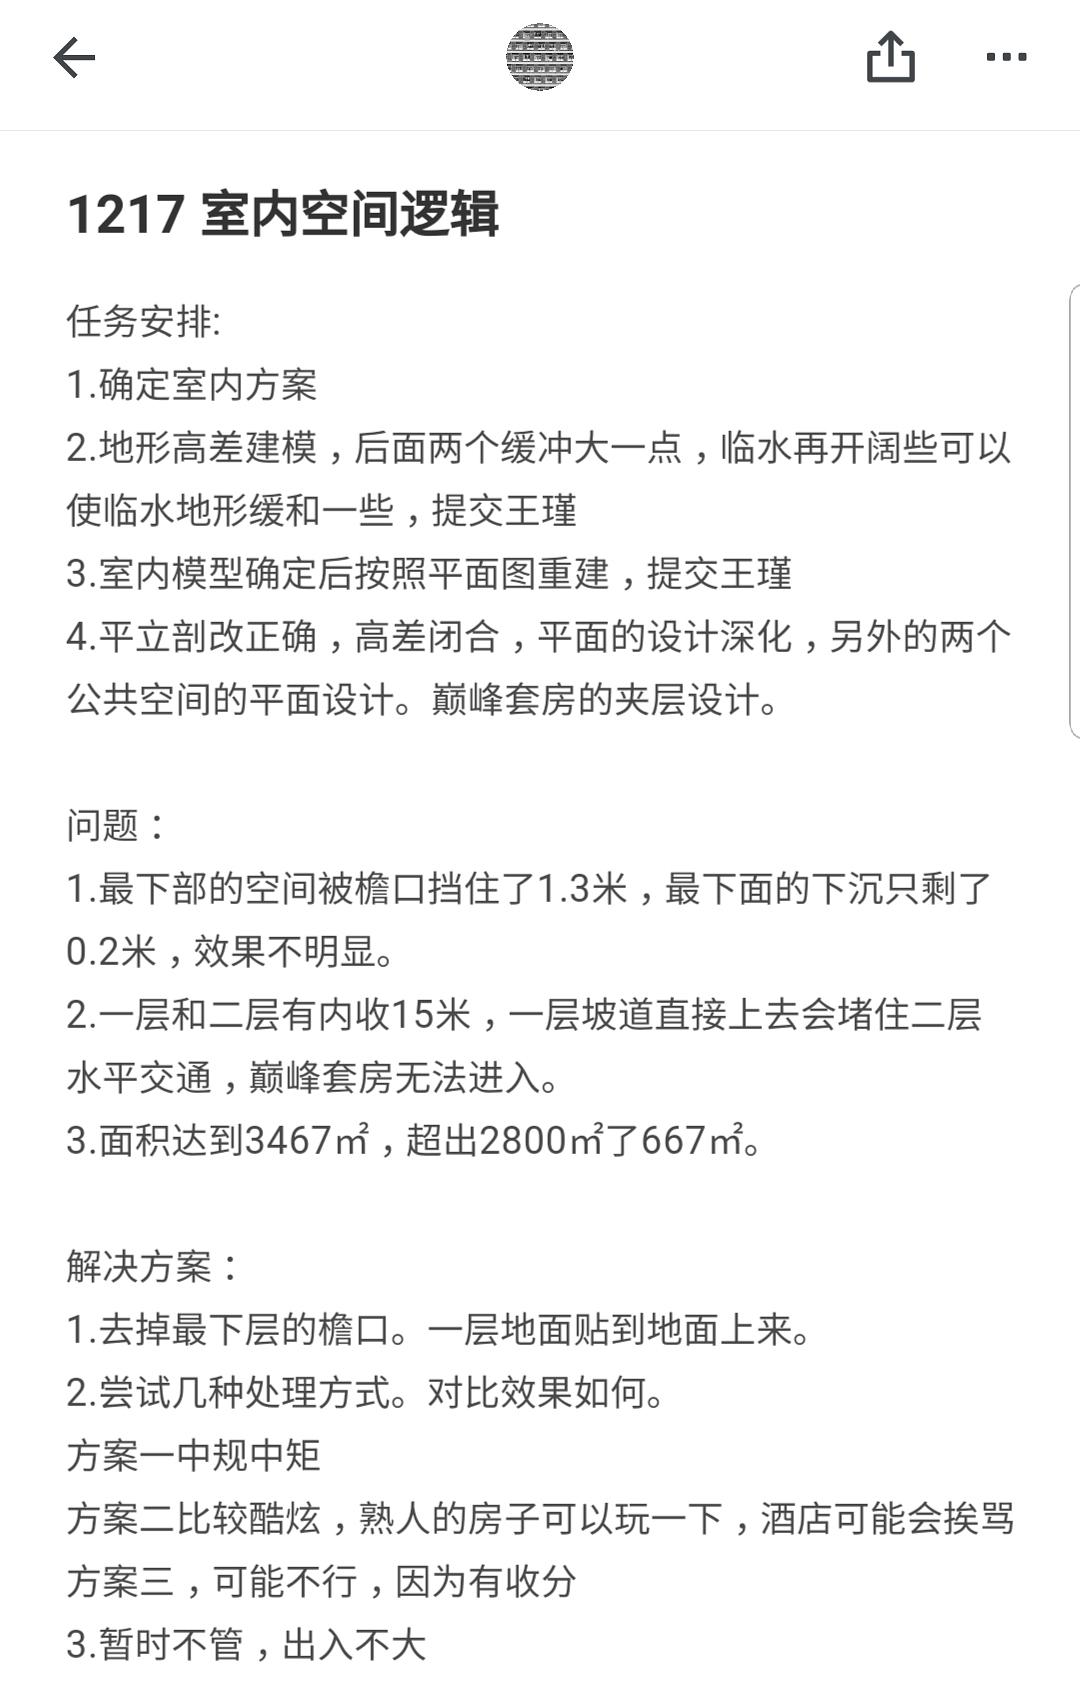 1217 室内空间逻辑
任务安排:
1.确定室内方案
2.地形高差建模，后面两个缓冲大一点，临水再开阔些可以
使临水地形缓和一些，提交王瑾
3.室内模型确定后按照平面图重建，提交王瑾
4.平立剖改正确，高差闭合，平面的设计深化，另外的两个
公共空间的平面设计。巅峰套房的夹层设计。
问题：
1.最下部的空间被檐口挡住了1.3米，最下面的下沉只剩了
0.2米，效果不明显。
2.一层和二层有内收15米，一层坡道直接上去会堵住二层
水平交通，巅峰套房无法进入。
3.面积达到3467㎡，超出2800㎡了667㎡。
解决方案：
1.去掉最下层的檐口。一层地面贴到地面上来。
2.尝试几种处理方式。对比效果如何。
方案一中规中矩
方案二比较酷炫，熟人的房子可以玩一下，酒店可能会挨骂
方案三，可能不行，因为有收分
3.暂时不管，出入不大